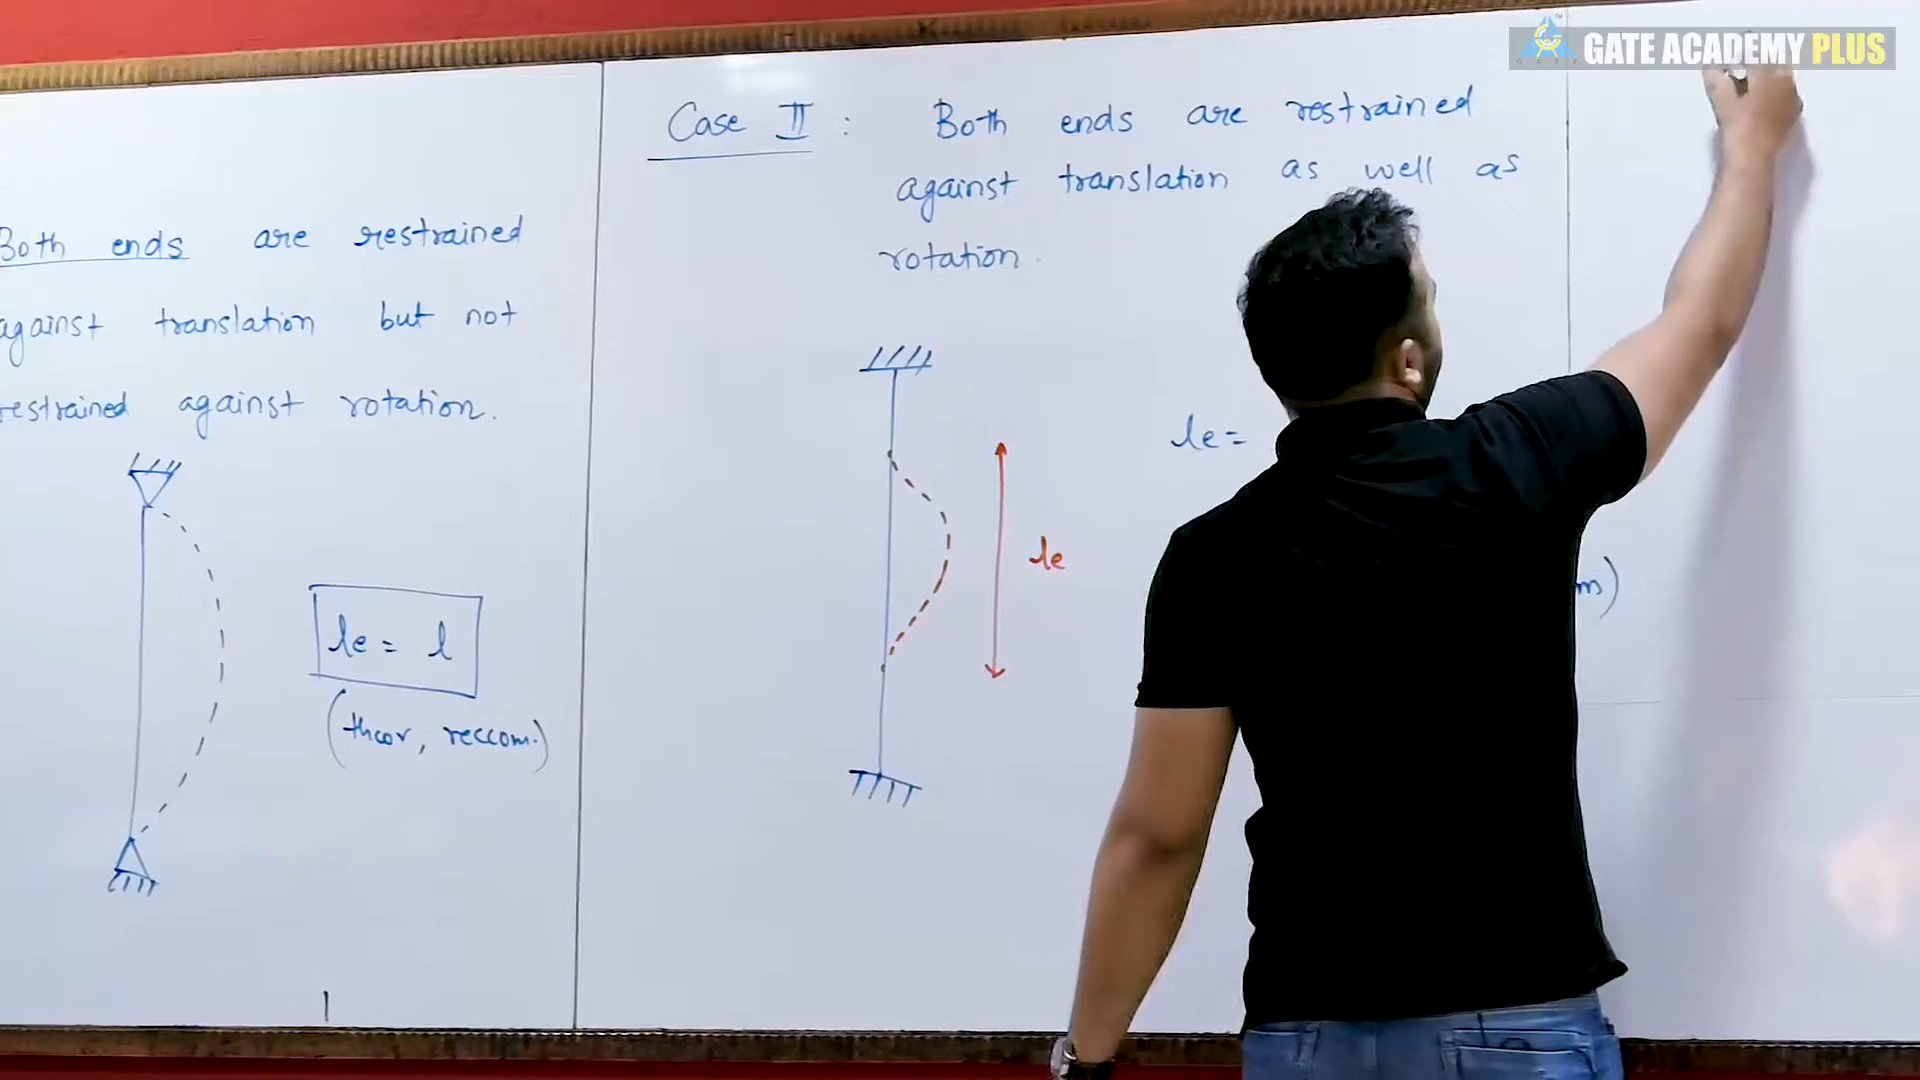 GATE ACADEMY PLUS
Both ends are restrained
against translation but not
restrained against rotation.
le = l
(theor, reccom.)
Case II : Both ends are restrained
against translation as well as
rotation
le
le =
m)